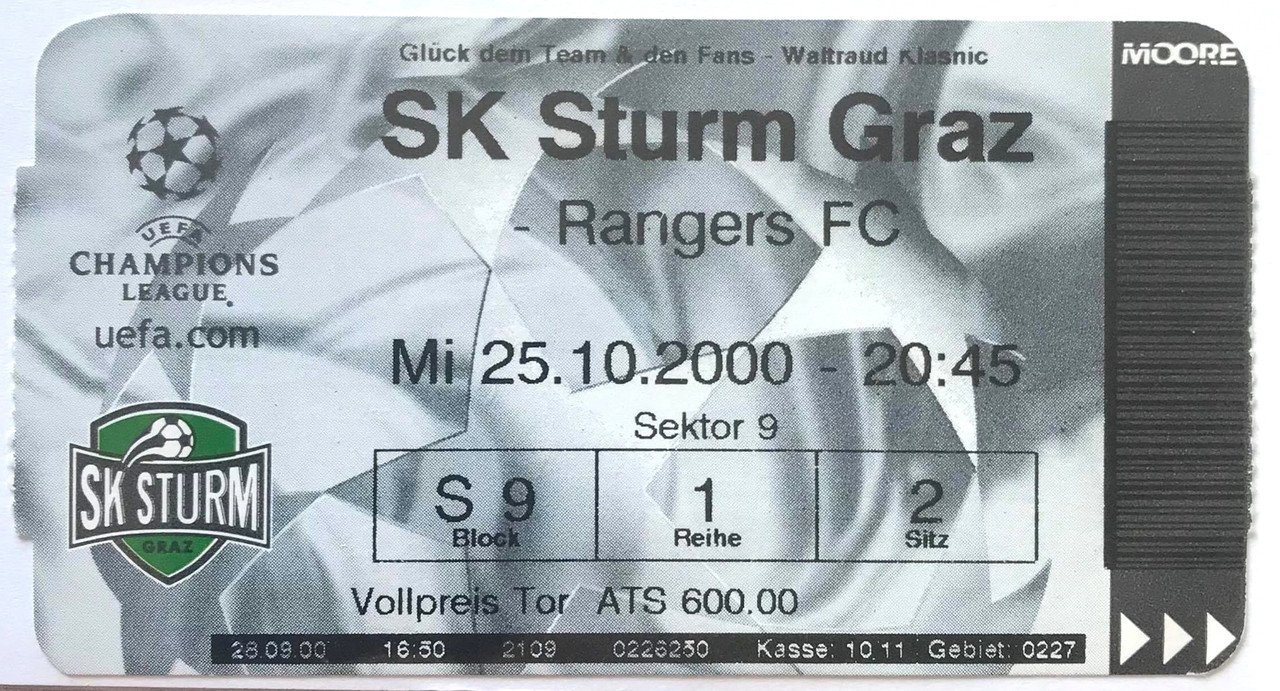 Glück dem Team & den Fans - Waltraud Klasnic
MOORE
SK Sturm Graz
- Rangers FC
UEFA
CHAMPIONS
LEAGUE
uefa.com
Mi 25.10.2000 - 20:45
Sektor 9
SK STURM
GRAZ
S 9 1 2
Block Reihe Sitz
Vollpreis Tor ATS 600.00
28.09.00 16:50 2109 0226250 Kasse: 10.11 Gebiet: 0227